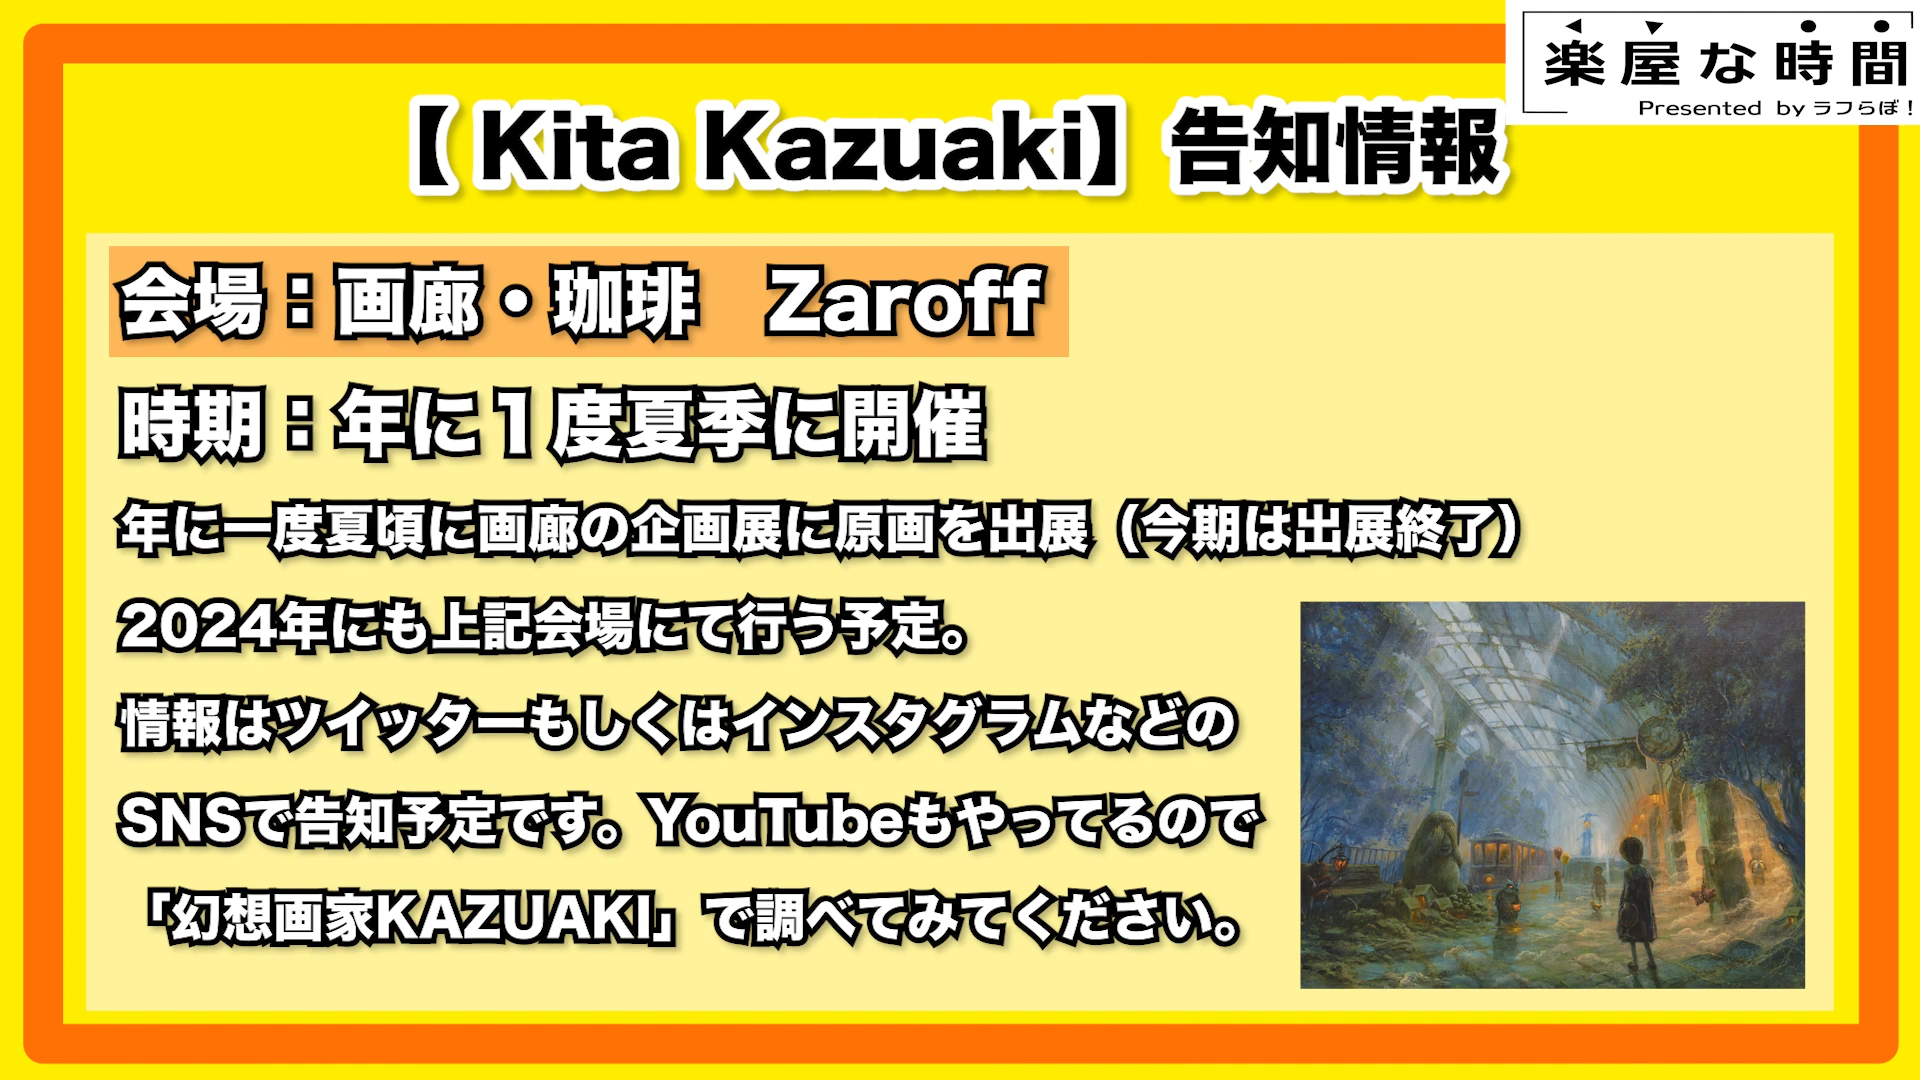 楽屋な時間
Presented by ラフらぼ！
【 Kita Kazuaki】告知情報
会場：画廊・珈琲　Zaroff
時期：年に１度夏季に開催
年に一度夏頃に画廊の企画展に原画を出展（今期は出展終了）
2024年にも上記会場にて行う予定。
情報はツイッターもしくはインスタグラムなどの
SNSで告知予定です。YouTubeもやってるので
「幻想画家KAZUAKI」で調べてみてください。